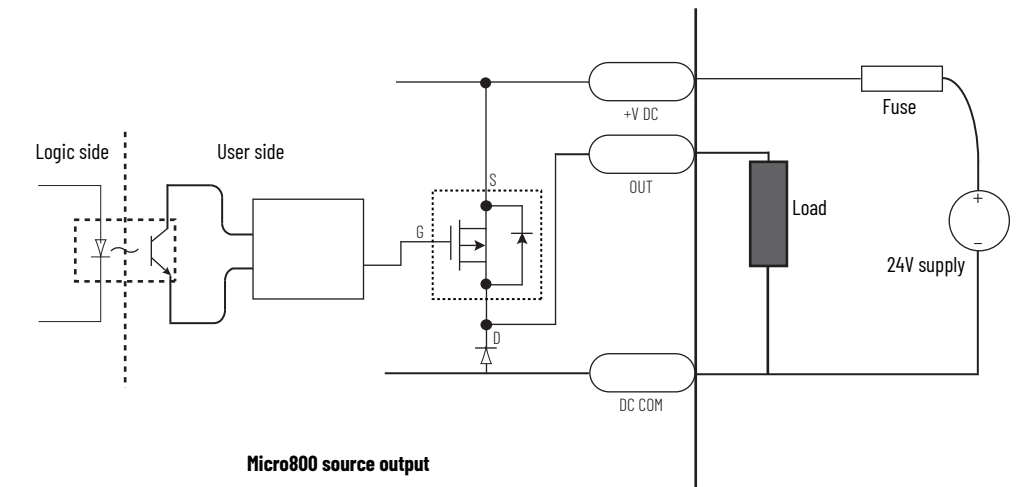 +V DC
Fuse
Logic side
User side
OUT
S
G
Load
+
−
24V supply
D
DC COM
Micro800 source output